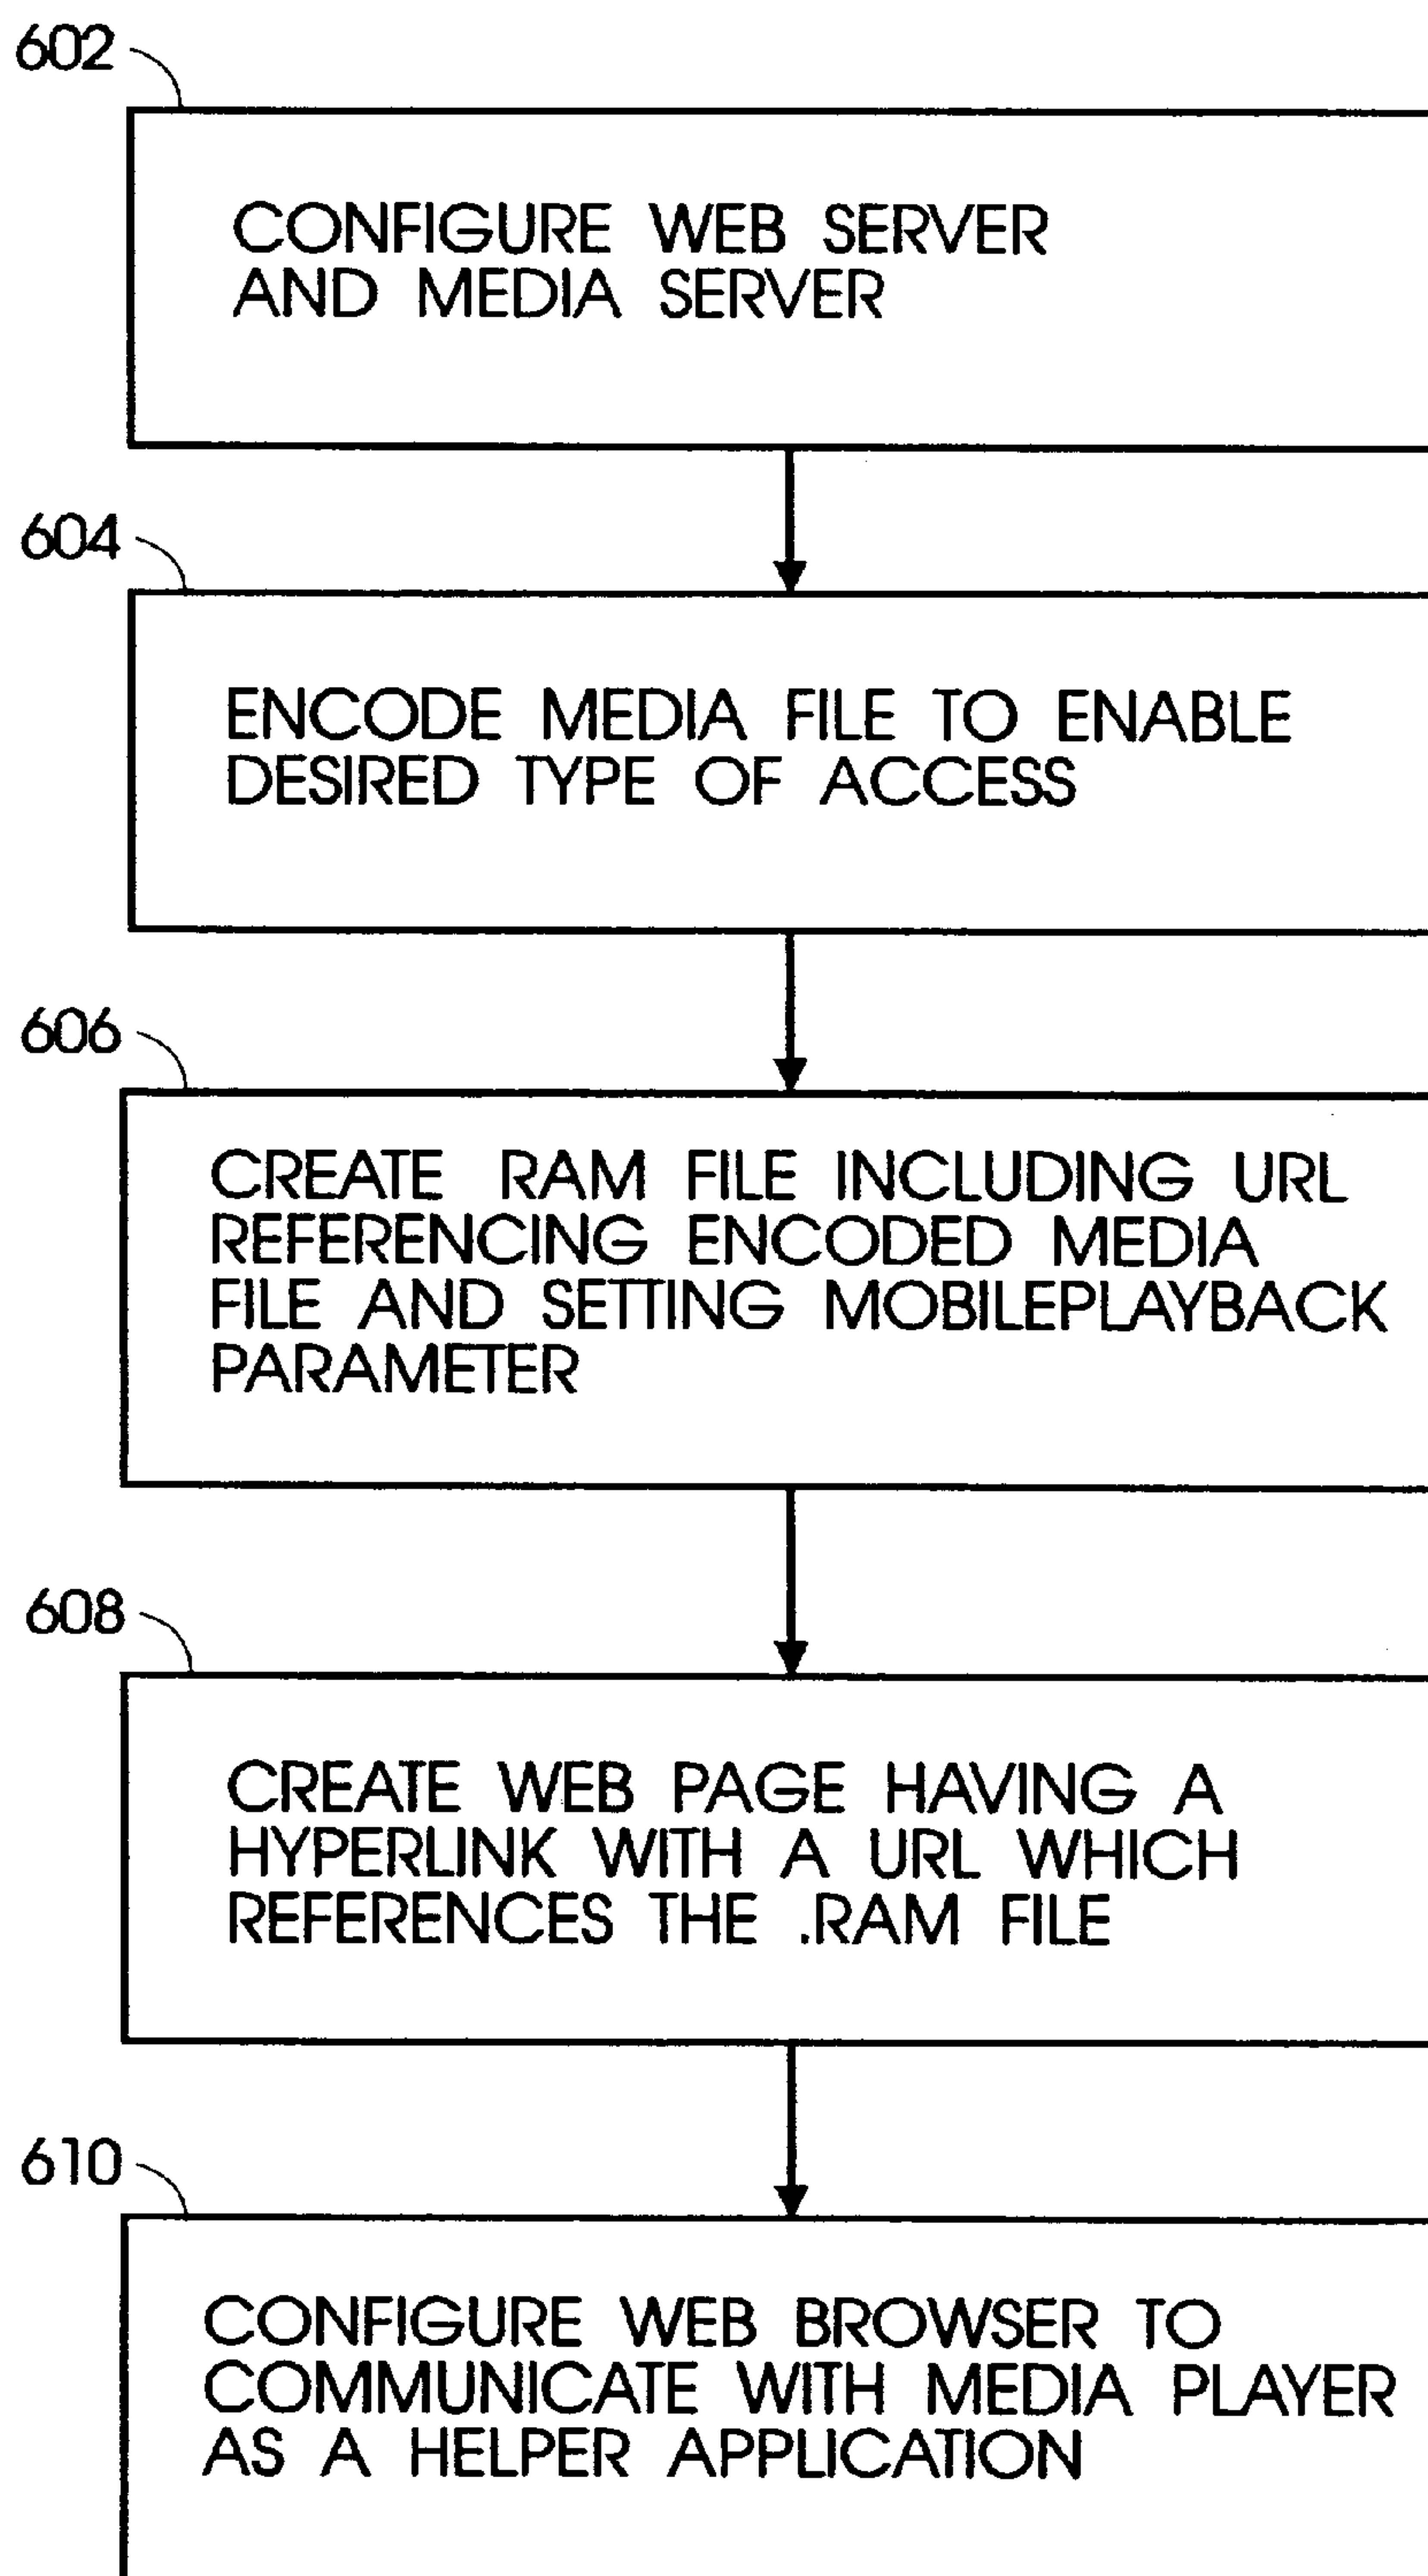 602
CONFIGURE WEB SERVER
AND MEDIA SERVER
604
ENCODE MEDIA FILE TO ENABLE
DESIRED TYPE OF ACCESS
606
CREATE RAM FILE INCLUDING URL
REFERENCING ENCODED MEDIA
FILE AND SETTING MOBILEPLAYBACK
PARAMETER
608
CREATE WEB PAGE HAVING A
HYPERLINK WITH A URL WHICH
REFERENCES THE .RAM FILE
610
CONFIGURE WEB BROWSER TO
COMMUNICATE WITH MEDIA PLAYER
AS A HELPER APPLICATION